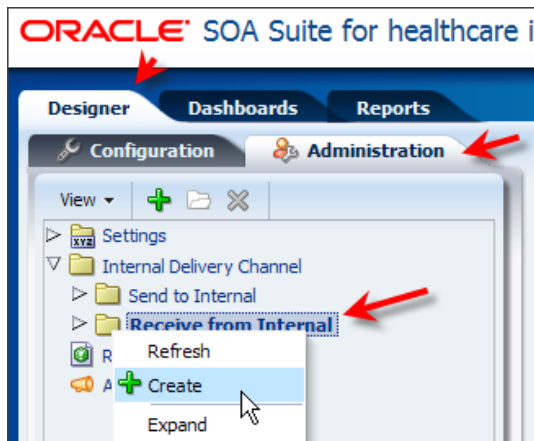 ORACLE SOA Suite for healthcare i
Designer Dashboards Reports
Configuration Administration
View
XYZ Settings
Internal Delivery Channel
Send to Internal
Receive from Internal
R Refresh
A Create
Expand